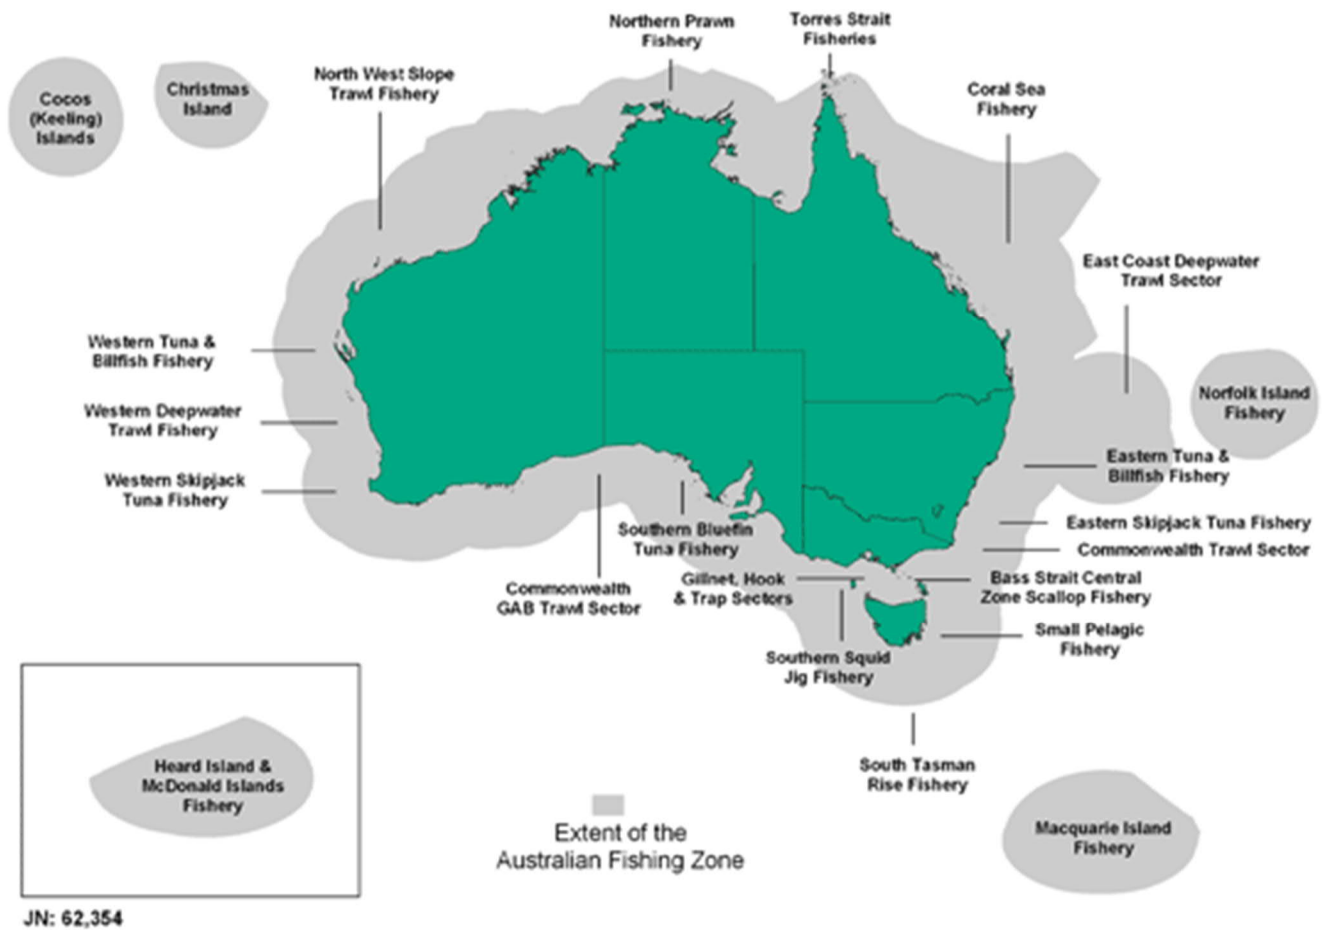 Northern Prawn
Fishery
Torres Strait
Fisheries
North West Slope
Trawl Fishery
Coral Sea
Fishery
Cocos
(Keeling)
Islands
Christmas
Island
East Coast Deepwater
Trawl Sector
Western Tuna &
Billfish Fishery
Norfolk Island
Fishery
Western Deepwater
Trawl Fishery
Eastern Tuna &
Billfish Fishery
Western Skipjack
Tuna Fishery
Southern Bluefin
Tuna Fishery
Eastern Skipjack Tuna Fishery
Commonwealth Trawl Sector
Commonwealth
GAB Trawl Sector
Gillnet, Hook
& Trap Sectors
Bass Strait Central
Zone Scallop Fishery
Small Pelagic
Fishery
Southern Squid
Jig Fishery
South Tasman
Rise Fishery
Heard Island &
McDonald Islands
Fishery
Macquarie Island
Fishery
Extent of the
Australian Fishing Zone
JN: 62,354